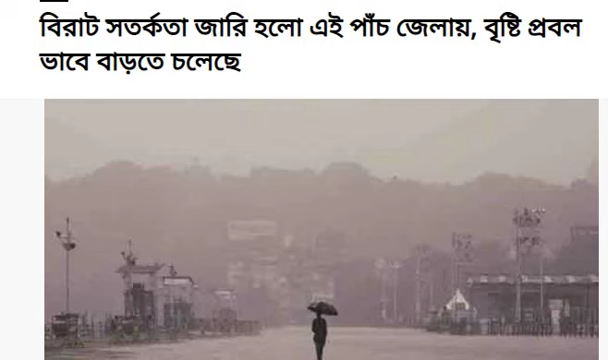 বিরাট সতর্কতা জারি হলো এই পাঁচ জেলায়, বৃষ্টি প্রবল
ভাবে বাড়তে চলেছে